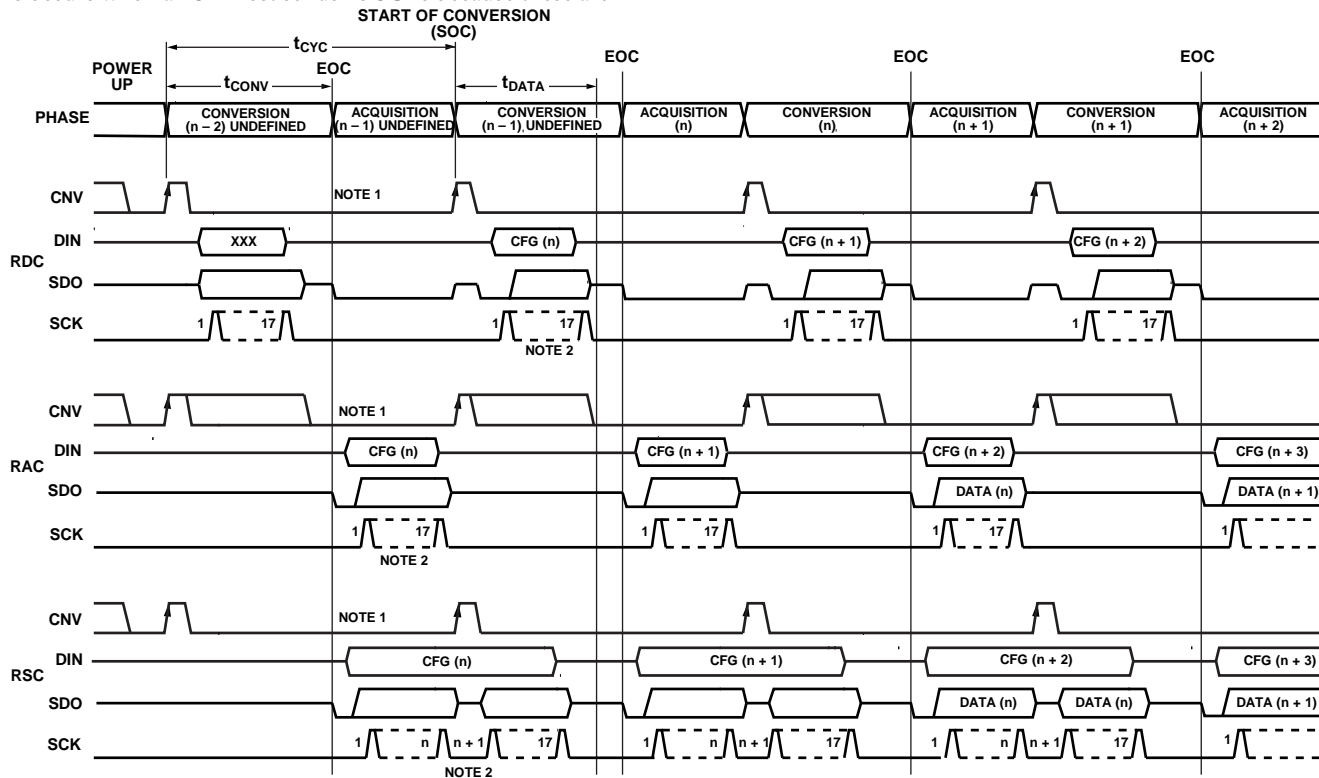 START OF CONVERSION
(SOC)
tCYC
POWER
UP
tCONV
EOC
tDATA
EOC
EOC
EOC
PHASE
CONVERSION
(n – 2) UNDEFINED
ACQUISITION
(n – 1) UNDEFINED
CONVERSION
(n – 1) UNDEFINED
ACQUISITION
(n)
CONVERSION
(n)
ACQUISITION
(n + 1)
CONVERSION
(n + 1)
ACQUISITION
(n + 2)
CNV
NOTE 1
RDC
DIN
XXX
CFG (n)
CFG (n + 1)
CFG (n + 2)
SDO
SCK
1 17
1 17
1 17
1 17
NOTE 2
CNV
NOTE 1
RAC
DIN
CFG (n)
CFG (n + 1)
CFG (n + 2)
CFG (n + 3)
SDO
DATA (n)
DATA (n + 1)
SCK
1 17
1 17
1 17
1
NOTE 2
CNV
NOTE 1
RSC
DIN
CFG (n)
CFG (n + 1)
CFG (n + 2)
CFG (n + 3)
SDO
DATA (n)
DATA (n)
DATA (n + 1)
SCK
1 n n + 1 17
1 n n + 1 17
1 n n + 1 17
1
NOTE 2